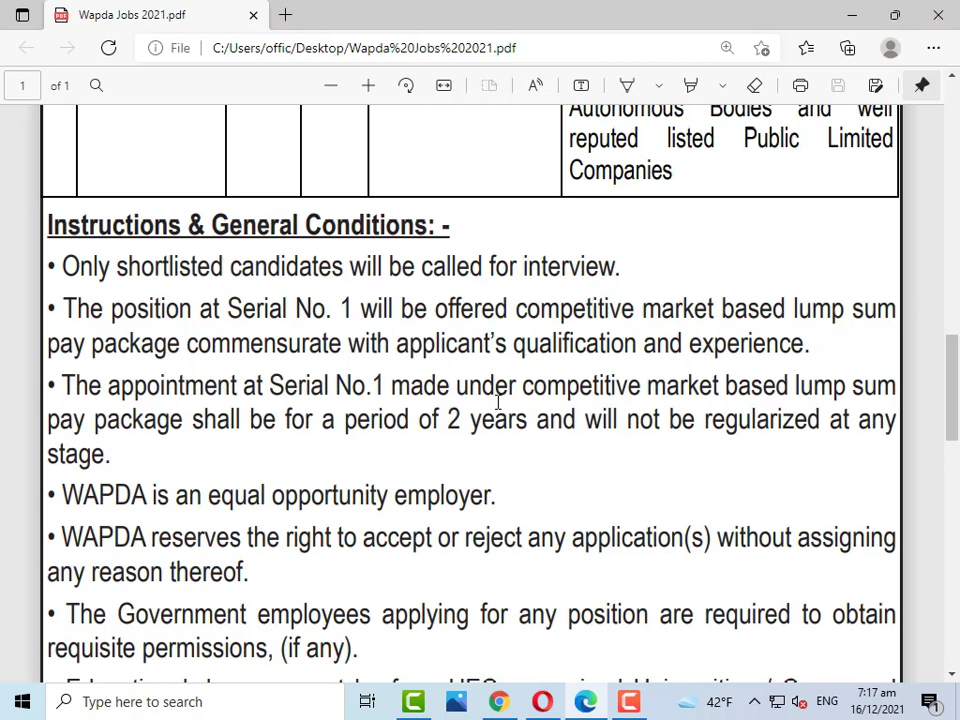 Wapda Jobs 2021.pdf
File
C:/Users/offic/Desktop/Wapda%20Jobs%202021.pdf
1
of 1
Autonomous Bodies and well
reputed listed Public Limited
Companies
Instructions & General Conditions: -
• Only shortlisted candidates will be called for interview.
• The position at Serial No. 1 will be offered competitive market based lump sum
pay package commensurate with applicant's qualification and experience.
• The appointment at Serial No.1 made under competitive market based lump sum
pay package shall be for a period of 2 years and will not be regularized at any
stage.
• WAPDA is an equal opportunity employer.
• WAPDA reserves the right to accept or reject any application(s) without assigning
any reason thereof.
• The Government employees applying for any position are required to obtain
requisite permissions, (if any).
Type here to search
42°F
ENG
7:17 am
16/12/2021